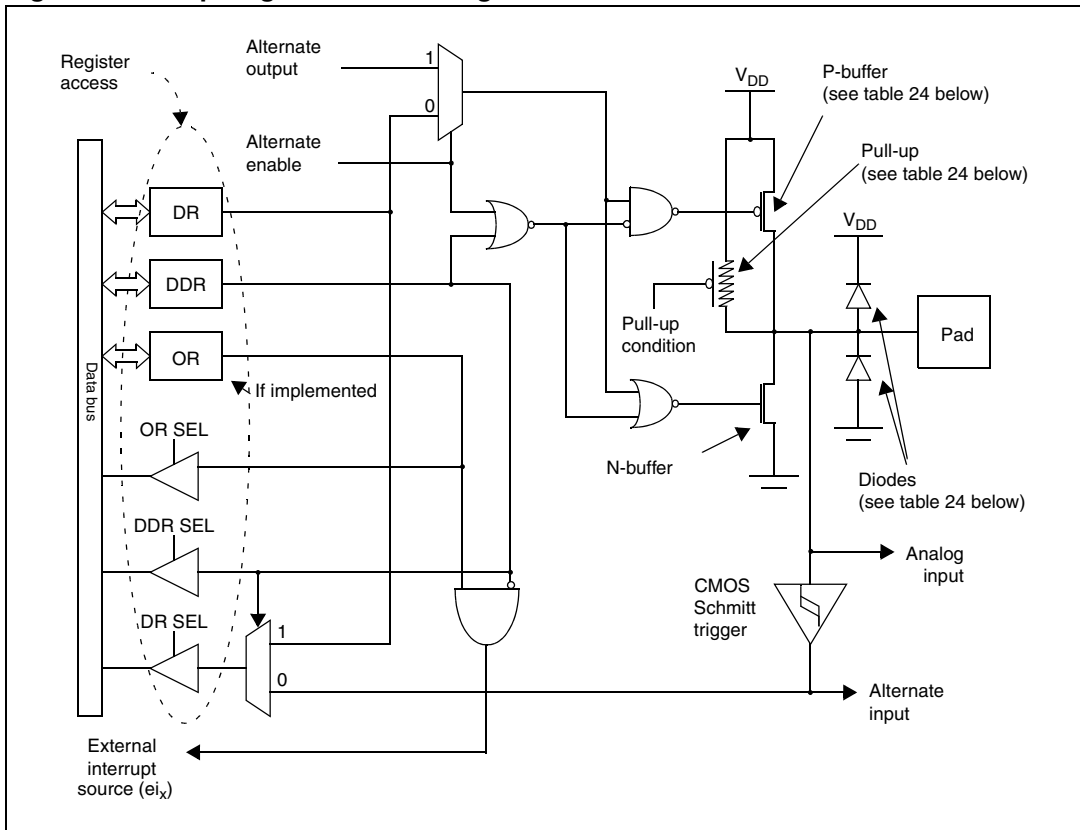 Register
access
Alternate
output
1
0
Alternate
enable
VDD
P-buffer
(see table 24 below)
Pull-up
(see table 24 below)
VDD
DR
DDR
OR
If implemented
Data bus
Pull-up
condition
Pad
OR SEL
N-buffer
Diodes
(see table 24 below)
DDR SEL
Analog
input
CMOS
Schmitt
trigger
DR SEL
1
0
Alternate
input
External
interrupt
source (eix)